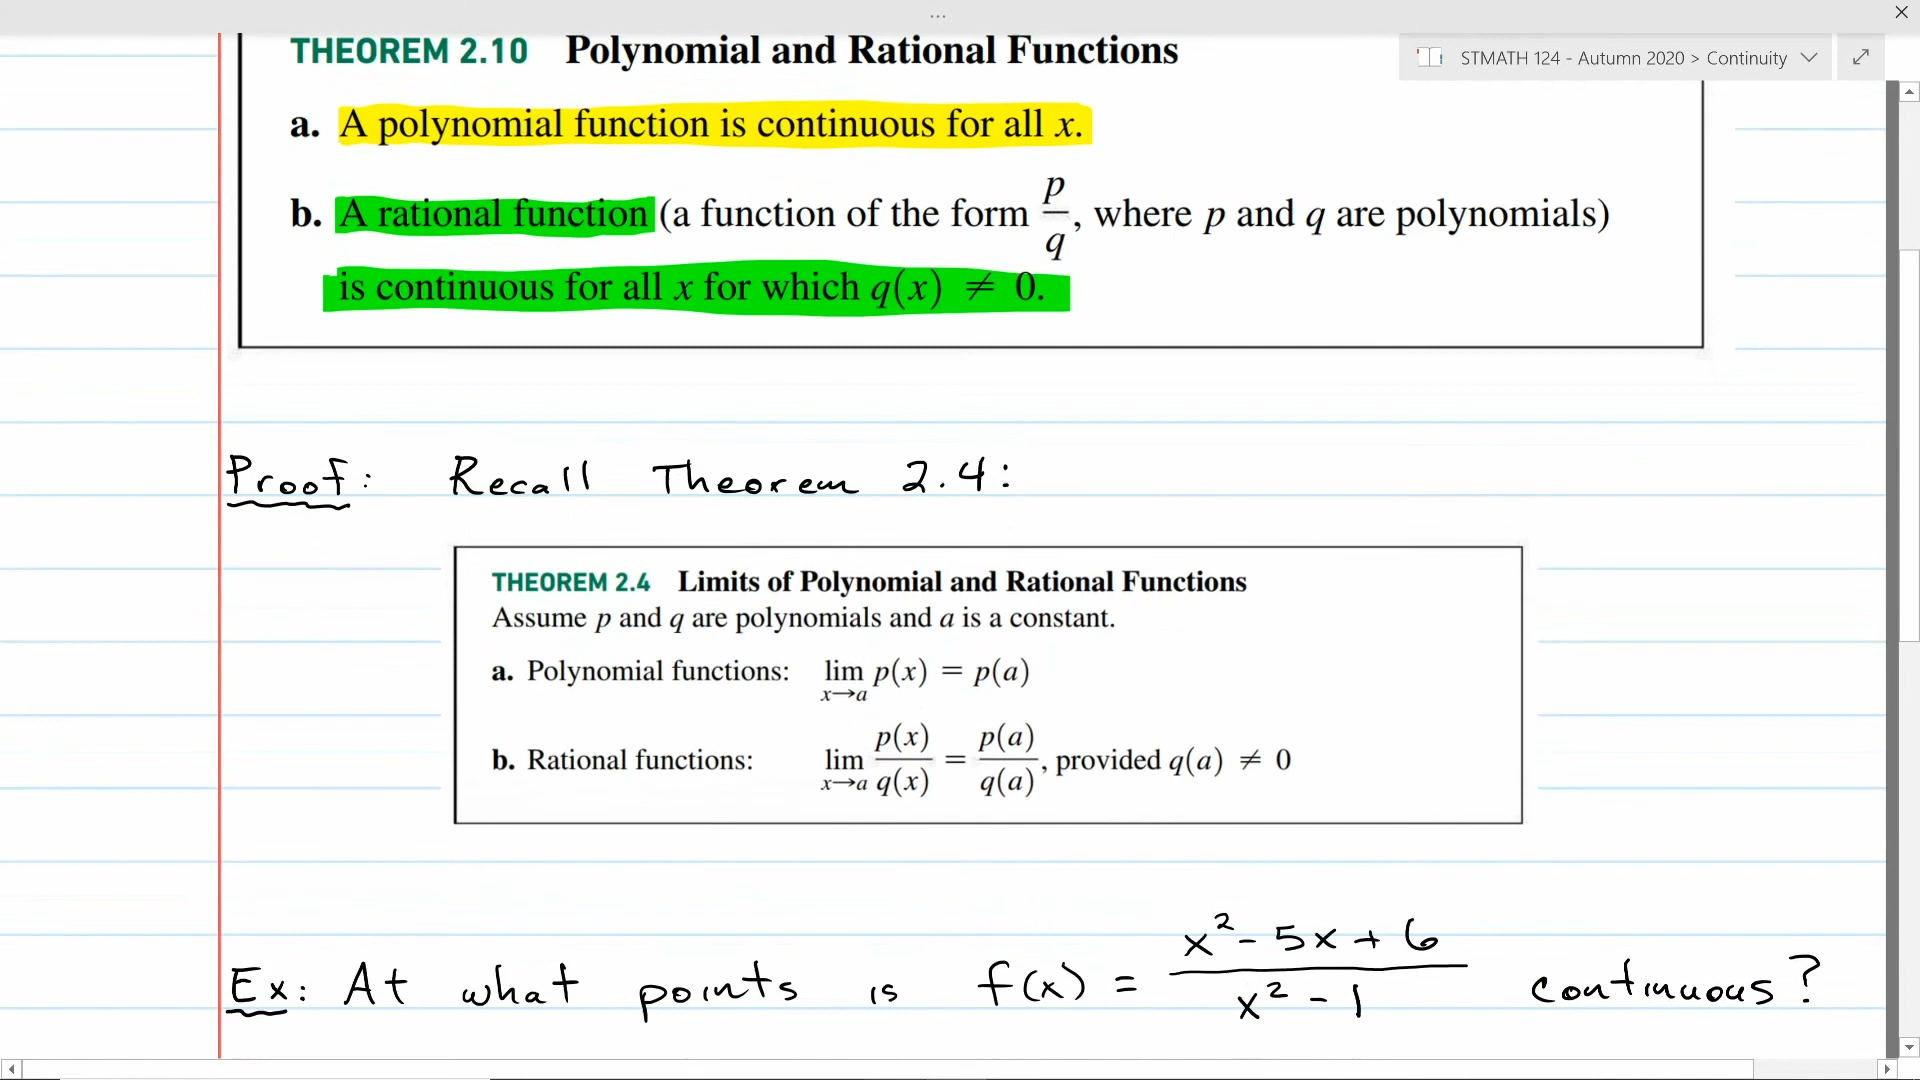 ...
THEOREM 2.10 Polynomial and Rational Functions
STMATH 124 - Autumn 2020 > Continuity
a. A polynomial function is continuous for all x.
b. A rational function (a function of the form p/q, where p and q are polynomials)
is continuous for all x for which q(x) ≠ 0.
Proof: Recall Theorem 2.4:
THEOREM 2.4 Limits of Polynomial and Rational Functions
Assume p and q are polynomials and a is a constant.
a. Polynomial functions: lim x→a p(x) = p(a)
b. Rational functions: lim x→a p(x)/q(x) = p(a)/q(a), provided q(a) ≠ 0
Ex: At what points is f(x) = (x² - 5x + 6)/(x² - 1) continuous?